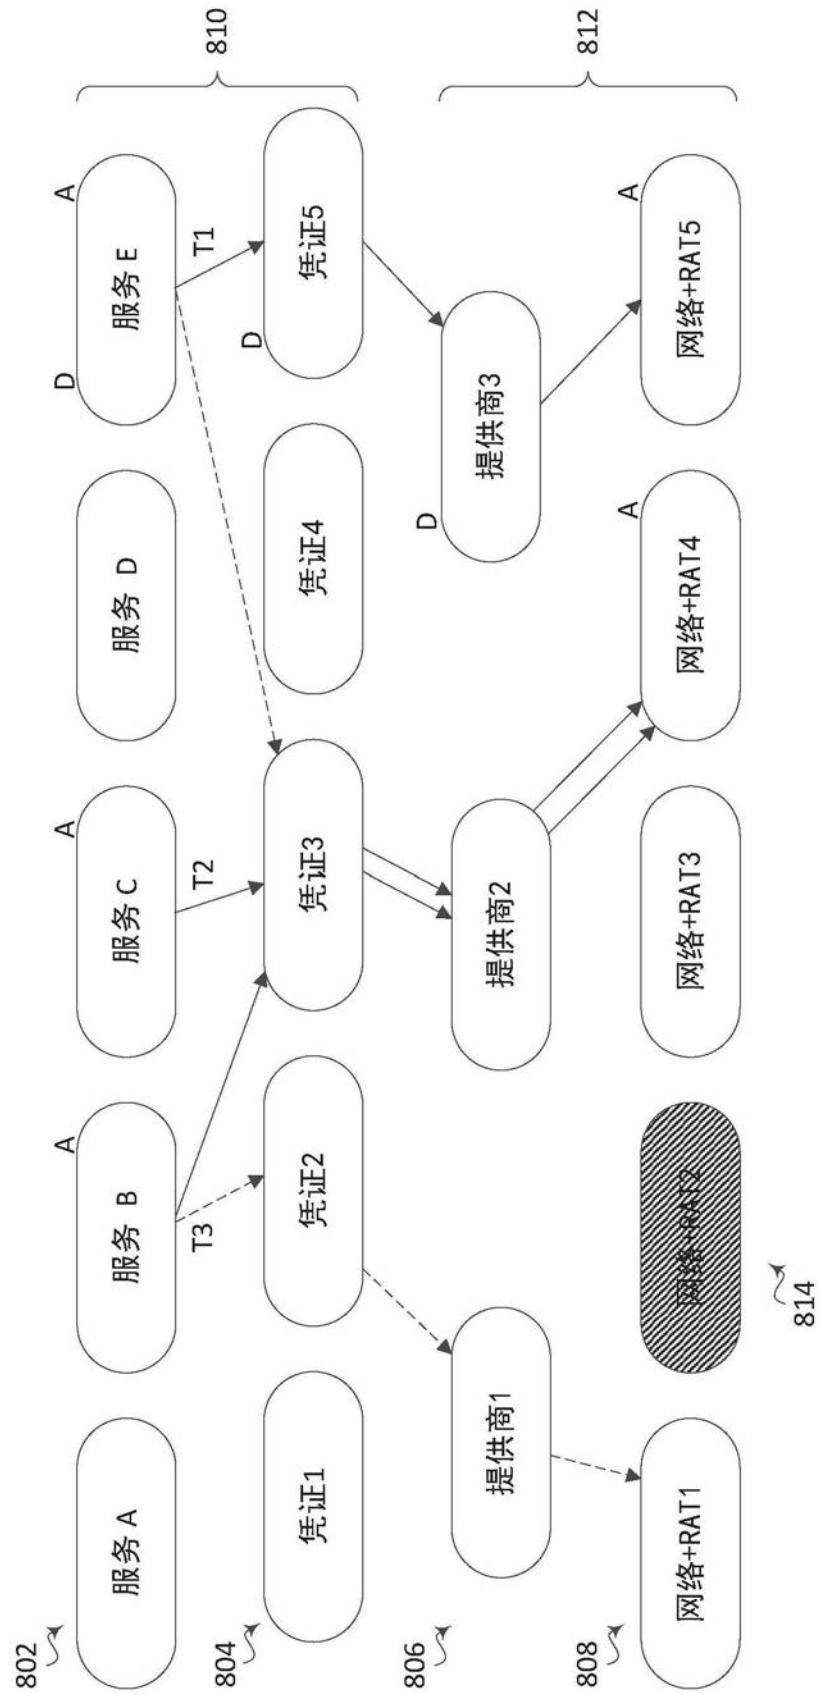 802
服务 A
服务 B
A
服务 C
A
服务 D
D
服务 E
A
810
T3
T2
T1
804
凭证1
凭证2
凭证3
凭证4
D
凭证5
806
提供商1
提供商2
D
提供商3
812
808
网络+RAT1
网络+RAT2
网络+RAT3
网络+RAT4
A
网络+RAT5
A
814